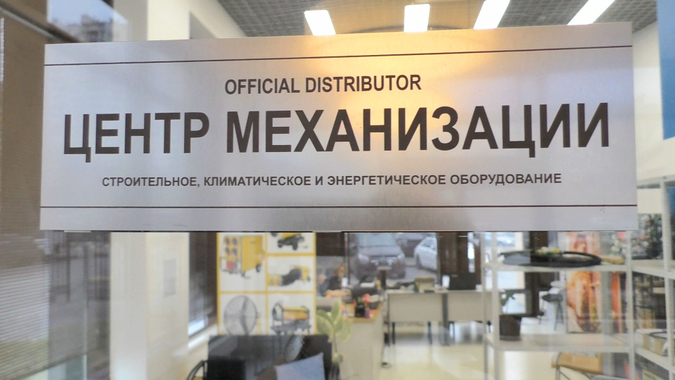 OFFICIAL DISTRIBUTOR
ЦЕНТР МЕХАНИЗАЦИИ
СТРОИТЕЛЬНОЕ, КЛИМАТИЧЕСКОЕ И ЭНЕРГЕТИЧЕСКОЕ ОБОРУДОВАНИЕ